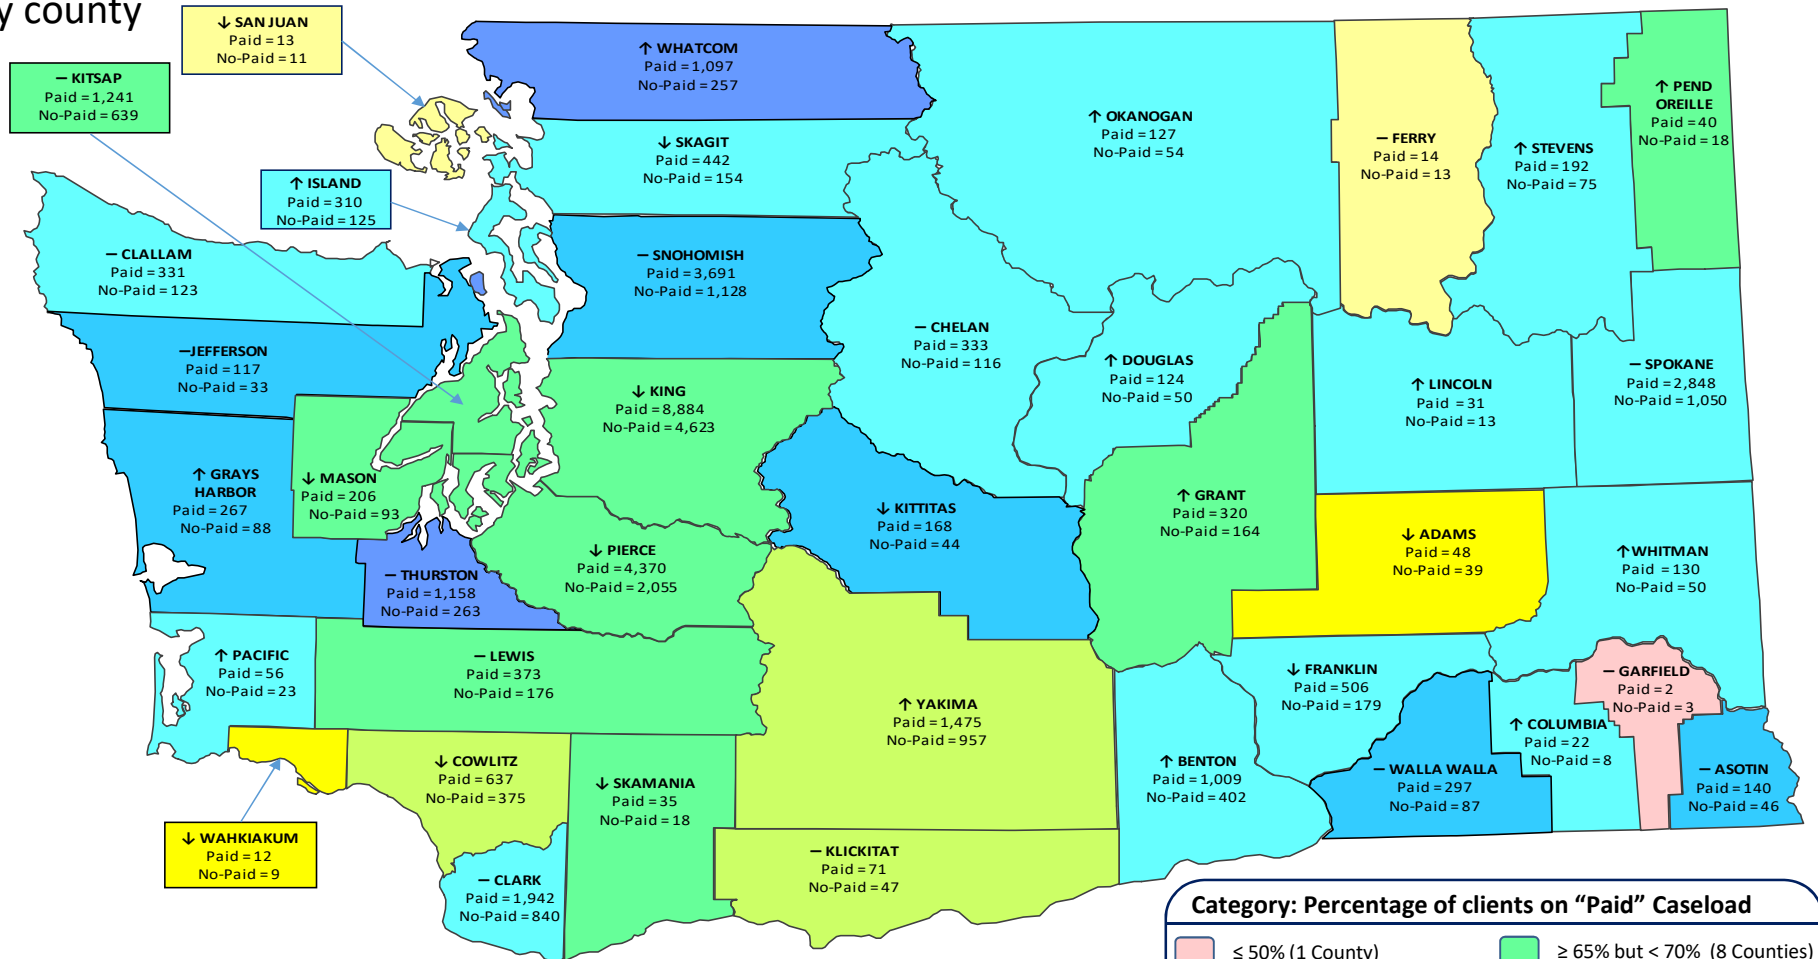 y county
↓ SAN JUAN
Paid = 13
No-Paid = 11
– KITSAP
Paid = 1,241
No-Paid = 639
↑ WHATCOM
Paid = 1,097
No-Paid = 257
↓ SKAGIT
Paid = 442
No-Paid = 154
↑ ISLAND
Paid = 310
No-Paid = 125
↑ OKANOGAN
Paid = 127
No-Paid = 54
– FERRY
Paid = 14
No-Paid = 13
↑ STEVENS
Paid = 192
No-Paid = 75
↑ PEND
OREILLE
Paid = 40
No-Paid = 18
– CLALLAM
Paid = 331
No-Paid = 123
– SNOHOMISH
Paid = 3,691
No-Paid = 1,128
–JEFFERSON
Paid = 117
No-Paid = 33
– CHELAN
Paid = 333
No-Paid = 116
↑ DOUGLAS
Paid = 124
No-Paid = 50
↑ LINCOLN
Paid = 31
No-Paid = 13
– SPOKANE
Paid = 2,848
No-Paid = 1,050
↓ KING
Paid = 8,884
No-Paid = 4,623
↑ GRAYS
HARBOR
Paid = 267
No-Paid = 88
↓ MASON
Paid = 206
No-Paid = 93
↓ KITTITAS
Paid = 168
No-Paid = 44
↑ GRANT
Paid = 320
No-Paid = 164
↓ ADAMS
Paid = 48
No-Paid = 39
↑ WHITMAN
Paid = 130
No-Paid = 50
– THURSTON
Paid = 1,158
No-Paid = 263
↓ PIERCE
Paid = 4,370
No-Paid = 2,055
↑ PACIFIC
Paid = 56
No-Paid = 23
– LEWIS
Paid = 373
No-Paid = 176
↑ YAKIMA
Paid = 1,475
No-Paid = 957
↓ FRANKLIN
Paid = 506
No-Paid = 179
– GARFIELD
Paid = 2
No-Paid = 3
↑ COLUMBIA
Paid = 22
No-Paid = 8
↓ COWLITZ
Paid = 637
No-Paid = 375
↓ SKAMANIA
Paid = 35
No-Paid = 18
↑ BENTON
Paid = 1,009
No-Paid = 402
– WALLA WALLA
Paid = 297
No-Paid = 87
– ASOTIN
Paid = 140
No-Paid = 46
↓ WAHKIAKUM
Paid = 12
No-Paid = 9
– CLARK
Paid = 1,942
No-Paid = 840
– KLICKITAT
Paid = 71
No-Paid = 47
Category: Percentage of clients on “Paid” Caseload
≤ 50% (1 County)
≥ 65% but < 70% (8 Counties)